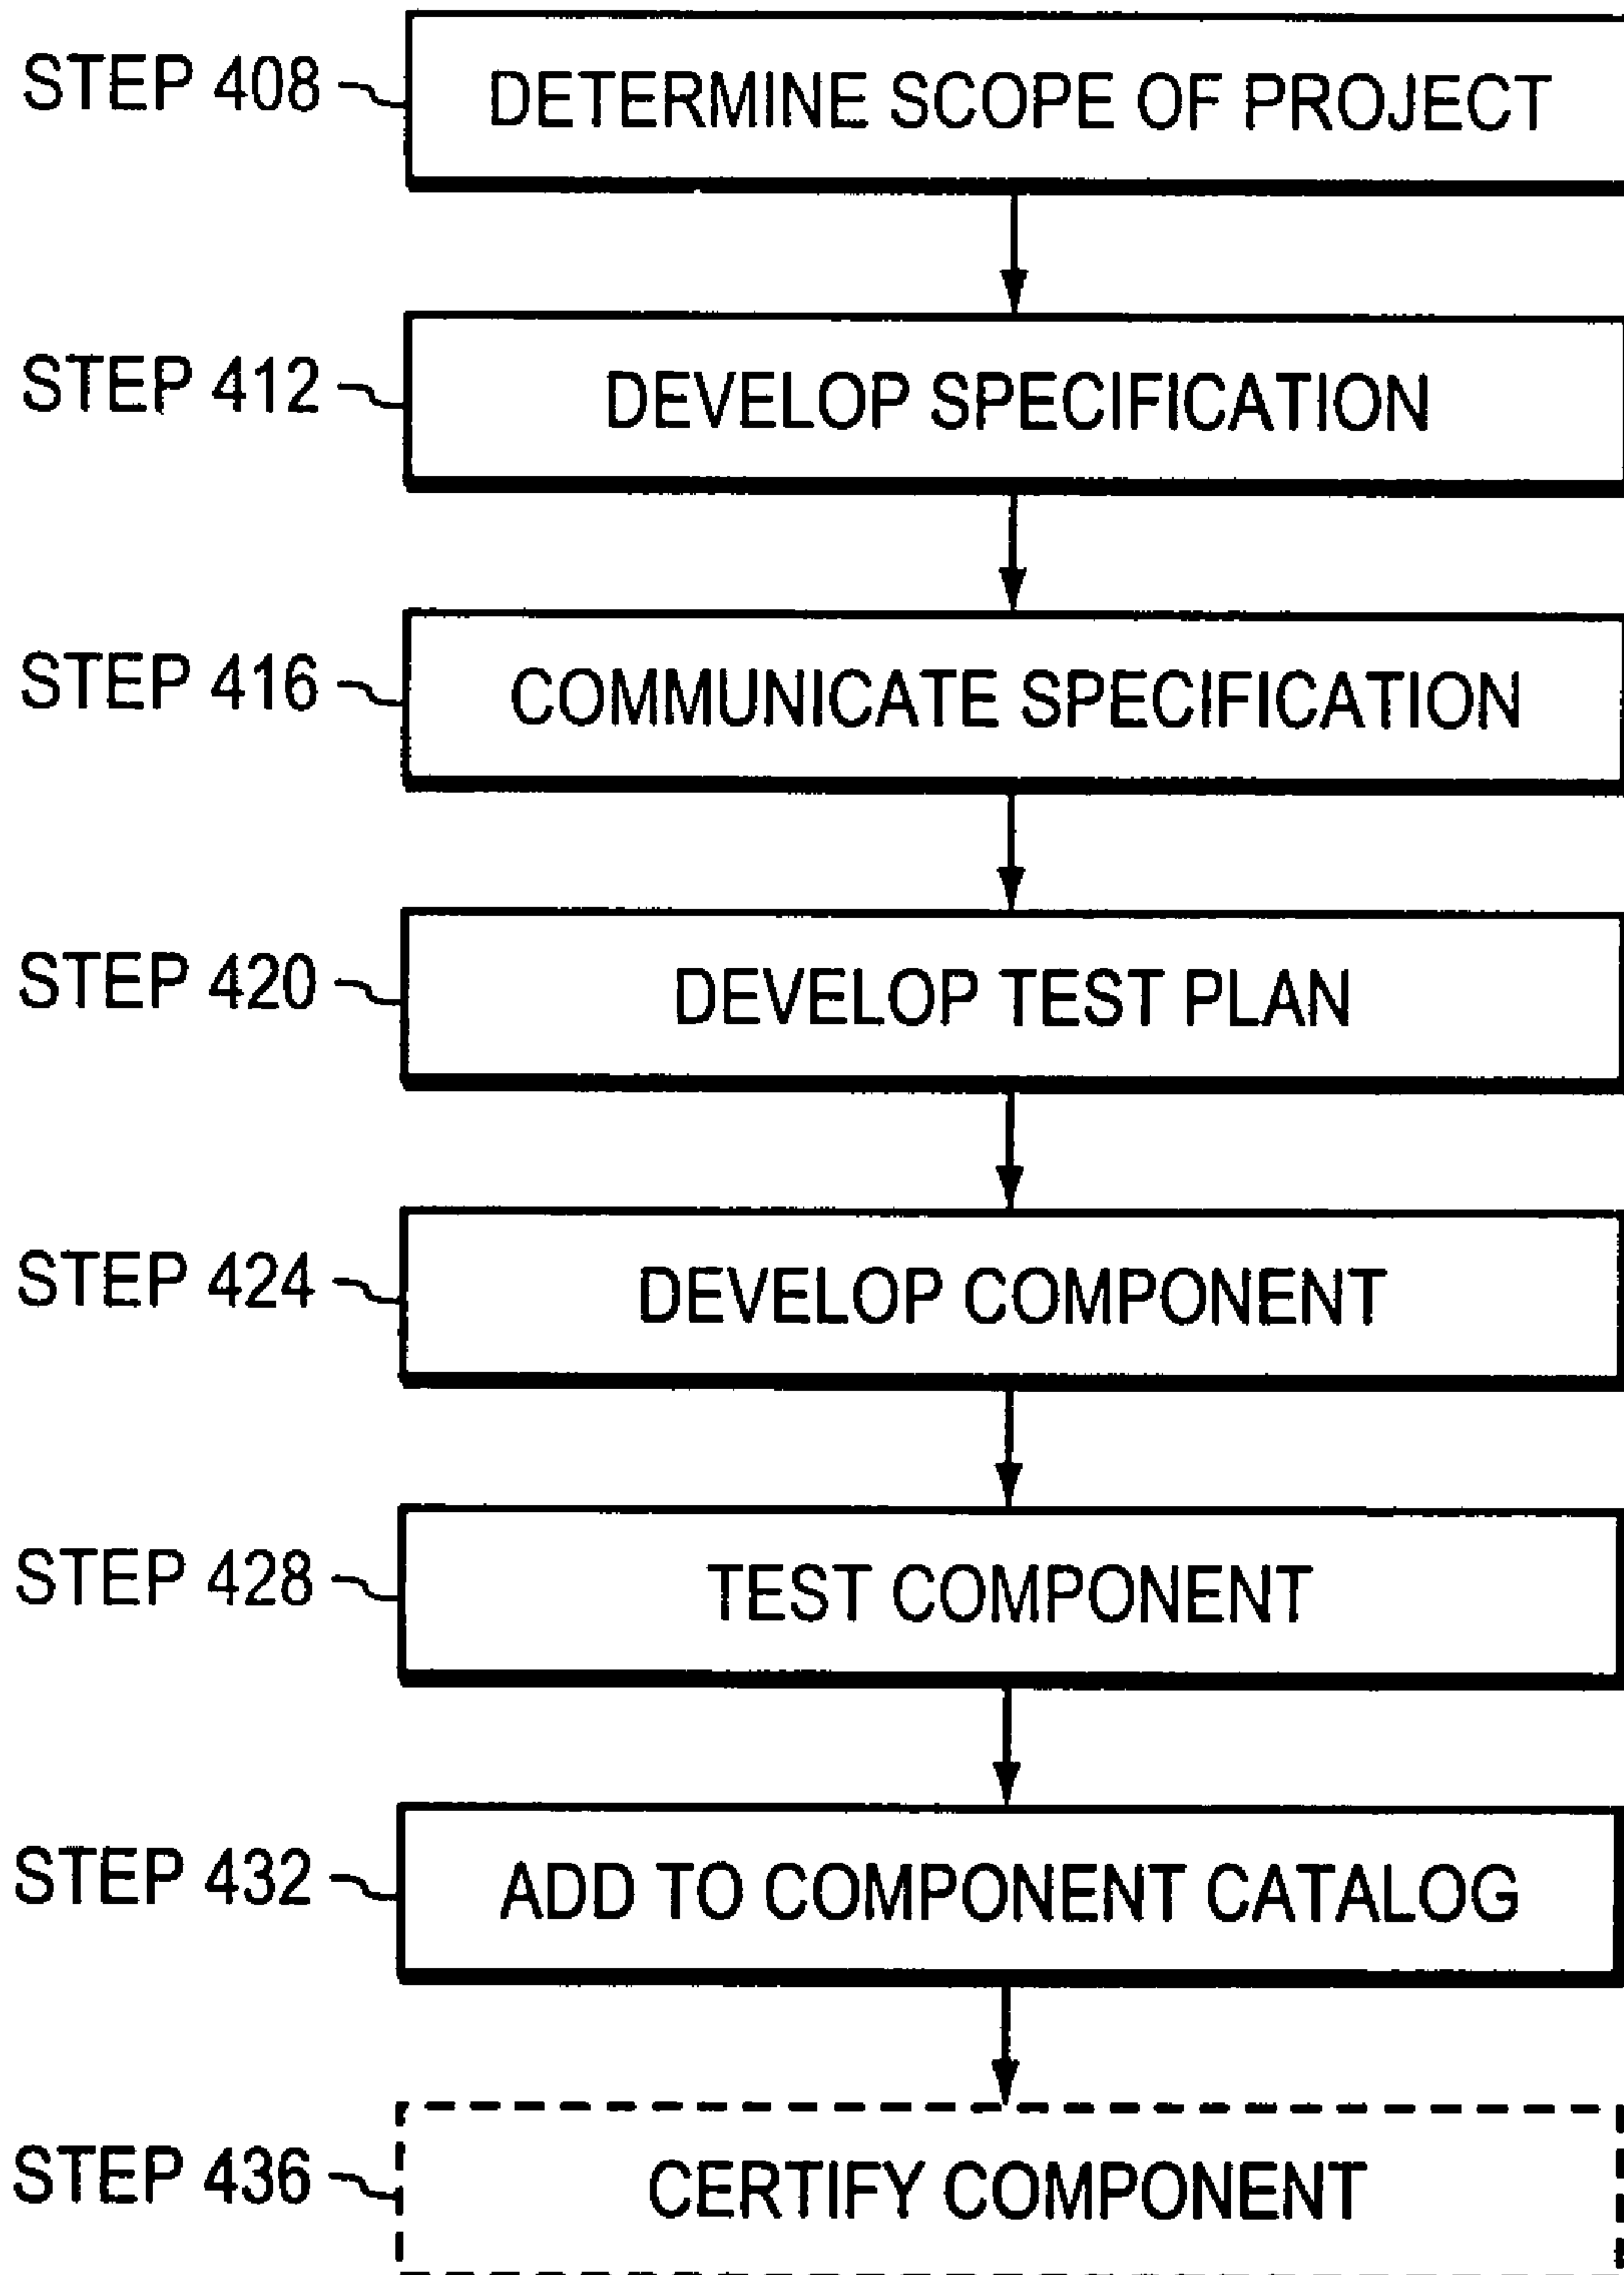 STEP 408 DETERMINE SCOPE OF PROJECT
STEP 412 DEVELOP SPECIFICATION
STEP 416 COMMUNICATE SPECIFICATION
STEP 420 DEVELOP TEST PLAN
STEP 424 DEVELOP COMPONENT
STEP 428 TEST COMPONENT
STEP 432 ADD TO COMPONENT CATALOG
STEP 436 CERTIFY COMPONENT